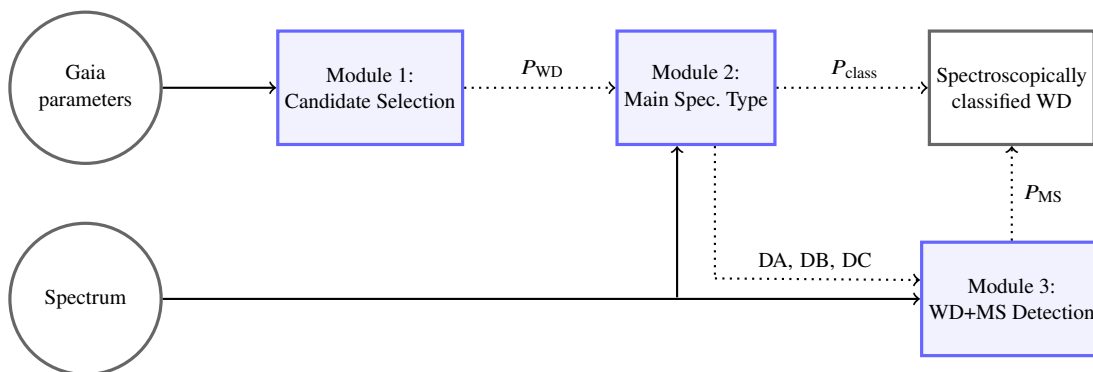 Gaia
parameters
Module 1:
Candidate Selection
P_WD
Module 2:
Main Spec. Type
P_class
Spectroscopically
classified WD
P_MS
DA, DB, DC
Spectrum
Module 3:
WD+MS Detection